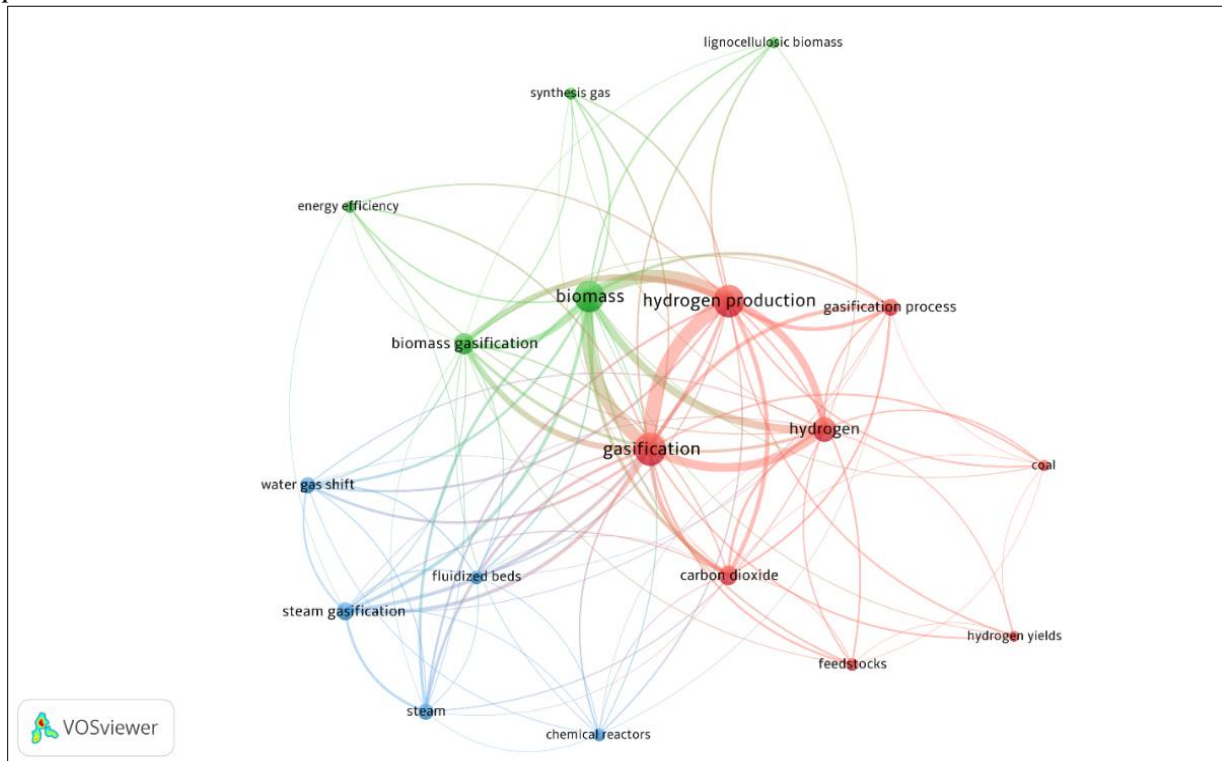 lignocellulosic biomass
synthesis gas
energy efficiency
biomass
hydrogen production
gasification process
biomass gasification
hydrogen
gasification
coal
water gas shift
fluidized beds
carbon dioxide
steam gasification
hydrogen yields
feedstocks
steam
chemical reactors
VOSviewer